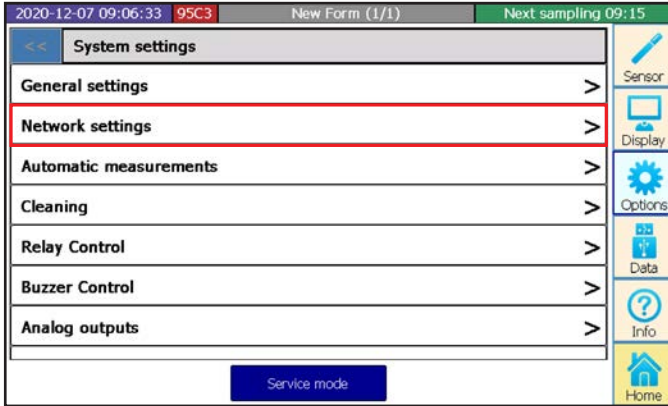 2020-12-07 09:06:33 95C3 New Form (1/1) Next sampling 09:15
<< System settings
General settings >
Network settings >
Automatic measurements >
Cleaning >
Relay Control >
Buzzer Control >
Analog outputs >
Service mode
Sensor
Display
Options
Data
Info
Home